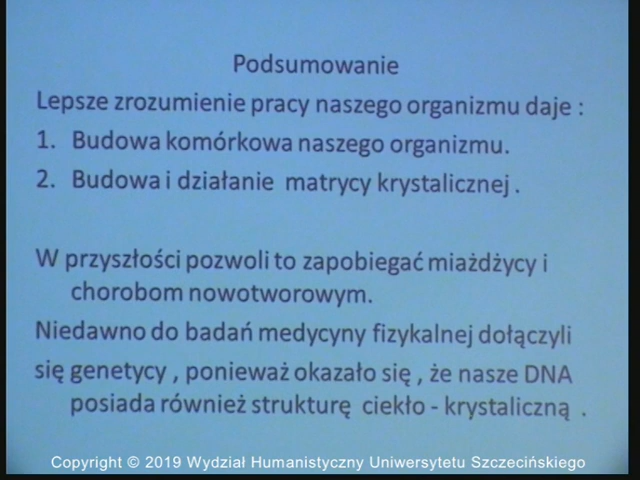 Podsumowanie
Lepsze zrozumienie pracy naszego organizmu daje :
1. Budowa komórkowa naszego organizmu.
2. Budowa i działanie matrycy krystalicznej .
W przyszłości pozwoli to zapobiegać miażdżycy i
chorobom nowotworowym.
Niedawno do badań medycyny fizykalnej dołączyli
się genetycy , ponieważ okazało się , że nasze DNA
posiada również strukturę ciekło - krystaliczną .
Copyright © 2019 Wydział Humanistyczny Uniwersytetu Szczecińskiego